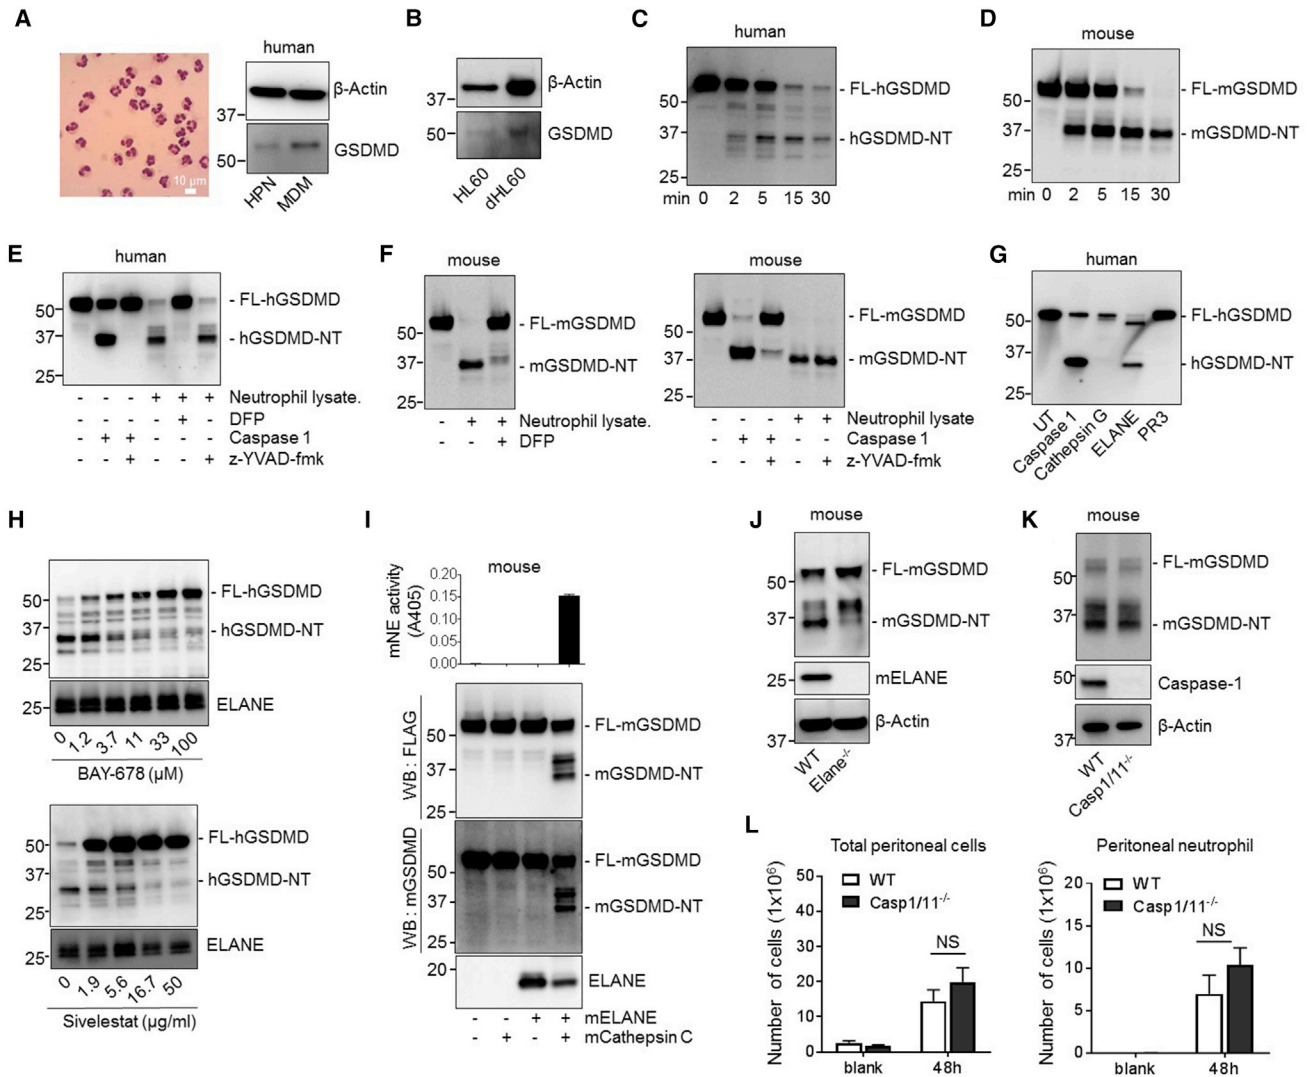 A
10 µm
human
β-Actin
37
GSDMD
50
HPN
MDM
B
β-Actin
37
GSDMD
50
HL60
dHL60
C
human
50
37
25
FL-hGSDMD
hGSDMD-NT
min 0 2 5 15 30
D
mouse
50
37
25
FL-mGSDMD
mGSDMD-NT
min 0 2 5 15 30
E
human
50
37
25
FL-hGSDMD
hGSDMD-NT
- - - + + + Neutrophil lysate.
- - - - + - DFP
- + + - - - Caspase 1
- - + - - + z-YVAD-fmk
F
mouse
50
37
25
FL-mGSDMD
mGSDMD-NT
- + + Neutrophil lysate.
- - + DFP
mouse
50
37
25
FL-mGSDMD
mGSDMD-NT
- - - + + Neutrophil lysate
- + + - - Caspase 1
- - + - + z-YVAD-fmk
G
human
50
37
25
FL-hGSDMD
hGSDMD-NT
UT
Caspase 1
Cathepsin G
ELANE
PR3
H
50
37
25
FL-hGSDMD
hGSDMD-NT
25
ELANE
0 1.2 3.7 11 33 100
BAY-678 (µM)
50
37
25
FL-hGSDMD
hGSDMD-NT
25
ELANE
0 1.9 5.6 16.7 50
Sivelestat (µg/ml)
I
mouse
mNE activity
(A405)
0.20
0.15
0.10
0.05
0.00
WB : FLAG
50
37
25
FL-mGSDMD
mGSDMD-NT
WB : mGSDMD
50
37
25
FL-mGSDMD
mGSDMD-NT
20
ELANE
- - + + mELANE
- + - + mCathepsin C
J
mouse
50
37
FL-mGSDMD
mGSDMD-NT
25
mELANE
37
β-Actin
WT
Elane-/-
K
mouse
50
37
FL-mGSDMD
mGSDMD-NT
50
Caspase-1
37
β-Actin
WT
Casp1/11-/-
L
Total peritoneal cells
Number of cells (1x10⁶)
50
40
30
20
10
0
WT
Casp1/11-/-
NS
blank 48h
Peritoneal neutrophil
Number of cells (1x10⁶)
20
15
10
5
0
WT
Casp1/11-/-
NS
blank 48h